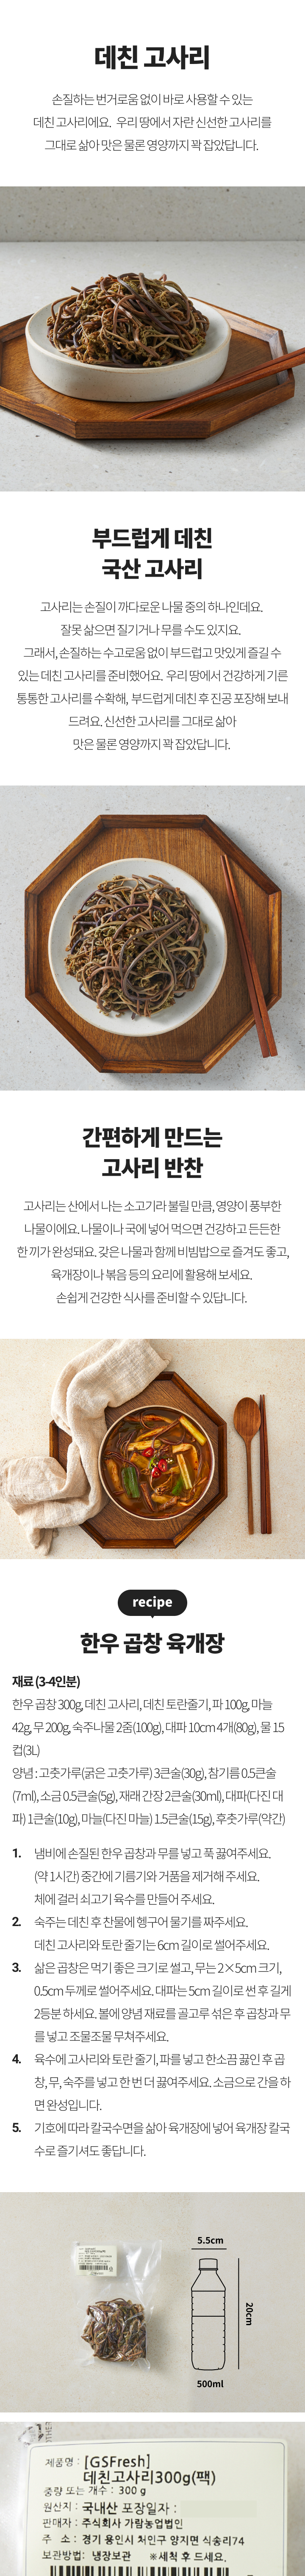 데친 고사리
손질하는 번거로움 없이 바로 사용할 수 있는
데친 고사리에요. 우리 땅에서 자란 신선한 고사리를
그대로 삶아 맛은 물론 영양까지 꽉 잡았답니다.
부드럽게 데친
국산 고사리
고사리는 손질이 까다로운 나물 중의 하나인데요.
잘못 삶으면 질기거나 무를 수도 있지요.
그래서, 손질하는 수고로움 없이 부드럽고 맛있게 즐길 수
있는 데친 고사리를 준비했어요. 우리 땅에서 건강하게 기른
통통한 고사리를 수확해, 부드럽게 데친 후 진공 포장해 보내
드려요. 신선한 고사리를 그대로 삶아
맛은 물론 영양까지 꽉 잡았답니다.
간편하게 만드는
고사리 반찬
고사리는 산에서 나는 소고기라 불릴 만큼, 영양이 풍부한
나물이에요. 나물이나 국에 넣어 먹으면 건강하고 든든한
한 끼가 완성돼요. 갖은 나물과 함께 비빔밥으로 즐겨도 좋고,
육개장이나 볶음 등의 요리에 활용해 보세요.
손쉽게 건강한 식사를 준비할 수 있답니다.
recipe
한우 곱창 육개장
재료 (3-4인분)
한우 곱창 300g, 데친 고사리, 데친 토란줄기, 파 100g, 마늘
42g, 무 200g, 숙주나물 2줌(100g), 대파 10cm 4개(80g), 물 15
컵(3L)
양념 : 고춧가루(굵은 고춧가루) 3큰술(30g), 참기름 0.5큰술
(7ml), 소금 0.5큰술(5g), 재래 간장 2큰술(30ml), 대파(다진 대
파) 1큰술(10g), 마늘(다진 마늘) 1.5큰술(15g), 후춧가루(약간)
1. 냄비에 손질된 한우 곱창과 무를 넣고 푹 끓여주세요.
(약 1시간) 중간에 기름기와 거품을 제거해 주세요.
체에 걸러 쇠고기 육수를 만들어 주세요.
2. 숙주는 데친 후 찬물에 헹구어 물기를 짜주세요.
데친 고사리와 토란 줄기는 6cm 길이로 썰어주세요.
3. 삶은 곱창은 먹기 좋은 크기로 썰고, 무는 2×5cm 크기,
0.5cm 두께로 썰어주세요. 대파는 5cm 길이로 썬 후 길게
2등분 하세요. 볼에 양념 재료를 골고루 섞은 후 곱창과 무
를 넣고 조물조물 무쳐주세요.
4. 육수에 고사리와 토란 줄기, 파를 넣고 한소끔 끓인 후 곱
창, 무, 숙주를 넣고 한 번 더 끓여주세요. 소금으로 간을 하
면 완성입니다.
5. 기호에 따라 칼국수면을 삶아 육개장에 넣어 육개장 칼국
수로 즐기셔도 좋답니다.
5.5cm
20cm
500ml
제품명 : [GSFresh]
데친고사리300g(팩)
중량 또는 개수 : 300 g
원산지 : 국내산 포장일자 :
판매자 : 주식회사 가람농업법인
주 소 : 경기 용인시 처인구 양지면 식송리74
보관방법: 냉장보관 ※세척 후 드세요.